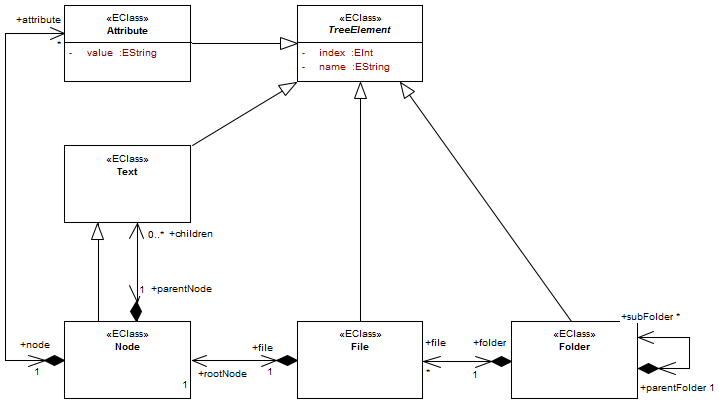 +attribute
*
«EClass»
Attribute
- value :EString
«EClass»
TreeElement
- index :EInt
- name :EString
«EClass»
Text
0..* +children
1 +parentNode
+node
1
«EClass»
Node
1
+rootNode
+file
1
«EClass»
File
+file
*
+folder
1
«EClass»
Folder
+subFolder *
+parentFolder 1